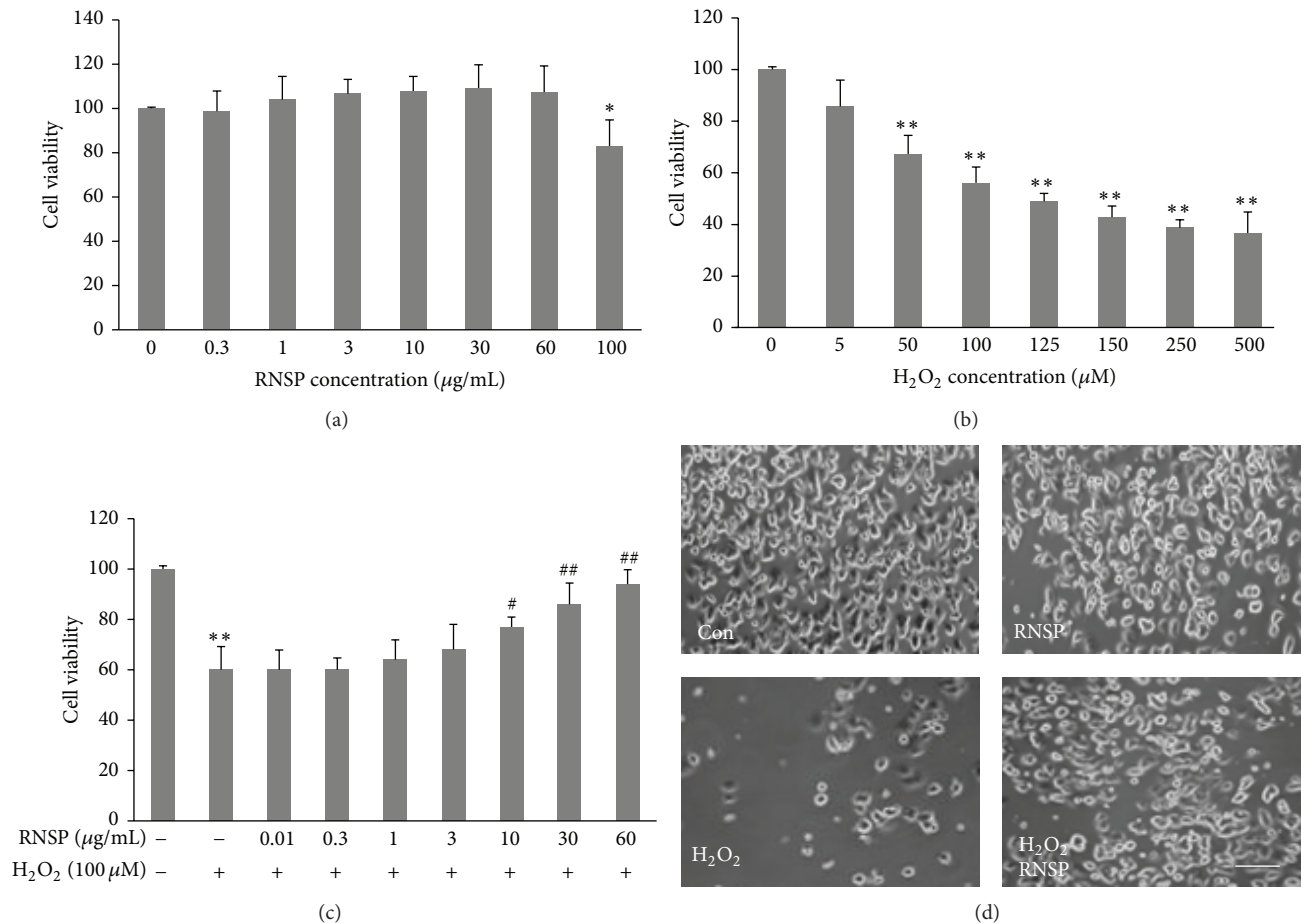 140
120
100
80
60
40
20
0
Cell viability
*
0 0.3 1 3 10 30 60 100
RNSP concentration (μg/mL)
(a)
120
100
80
60
40
20
0
Cell viability
** ** ** ** ** **
0 5 50 100 125 150 250 500
H₂O₂ concentration (μM)
(b)
120
100
80
60
40
20
0
Cell viability
** # ## ##
RNSP (μg/mL) – – 0.01 0.3 1 3 10 30 60
H₂O₂ (100 μM) – + + + + + + + +
(c)
Con
RNSP
H₂O₂
H₂O₂
RNSP
(d)